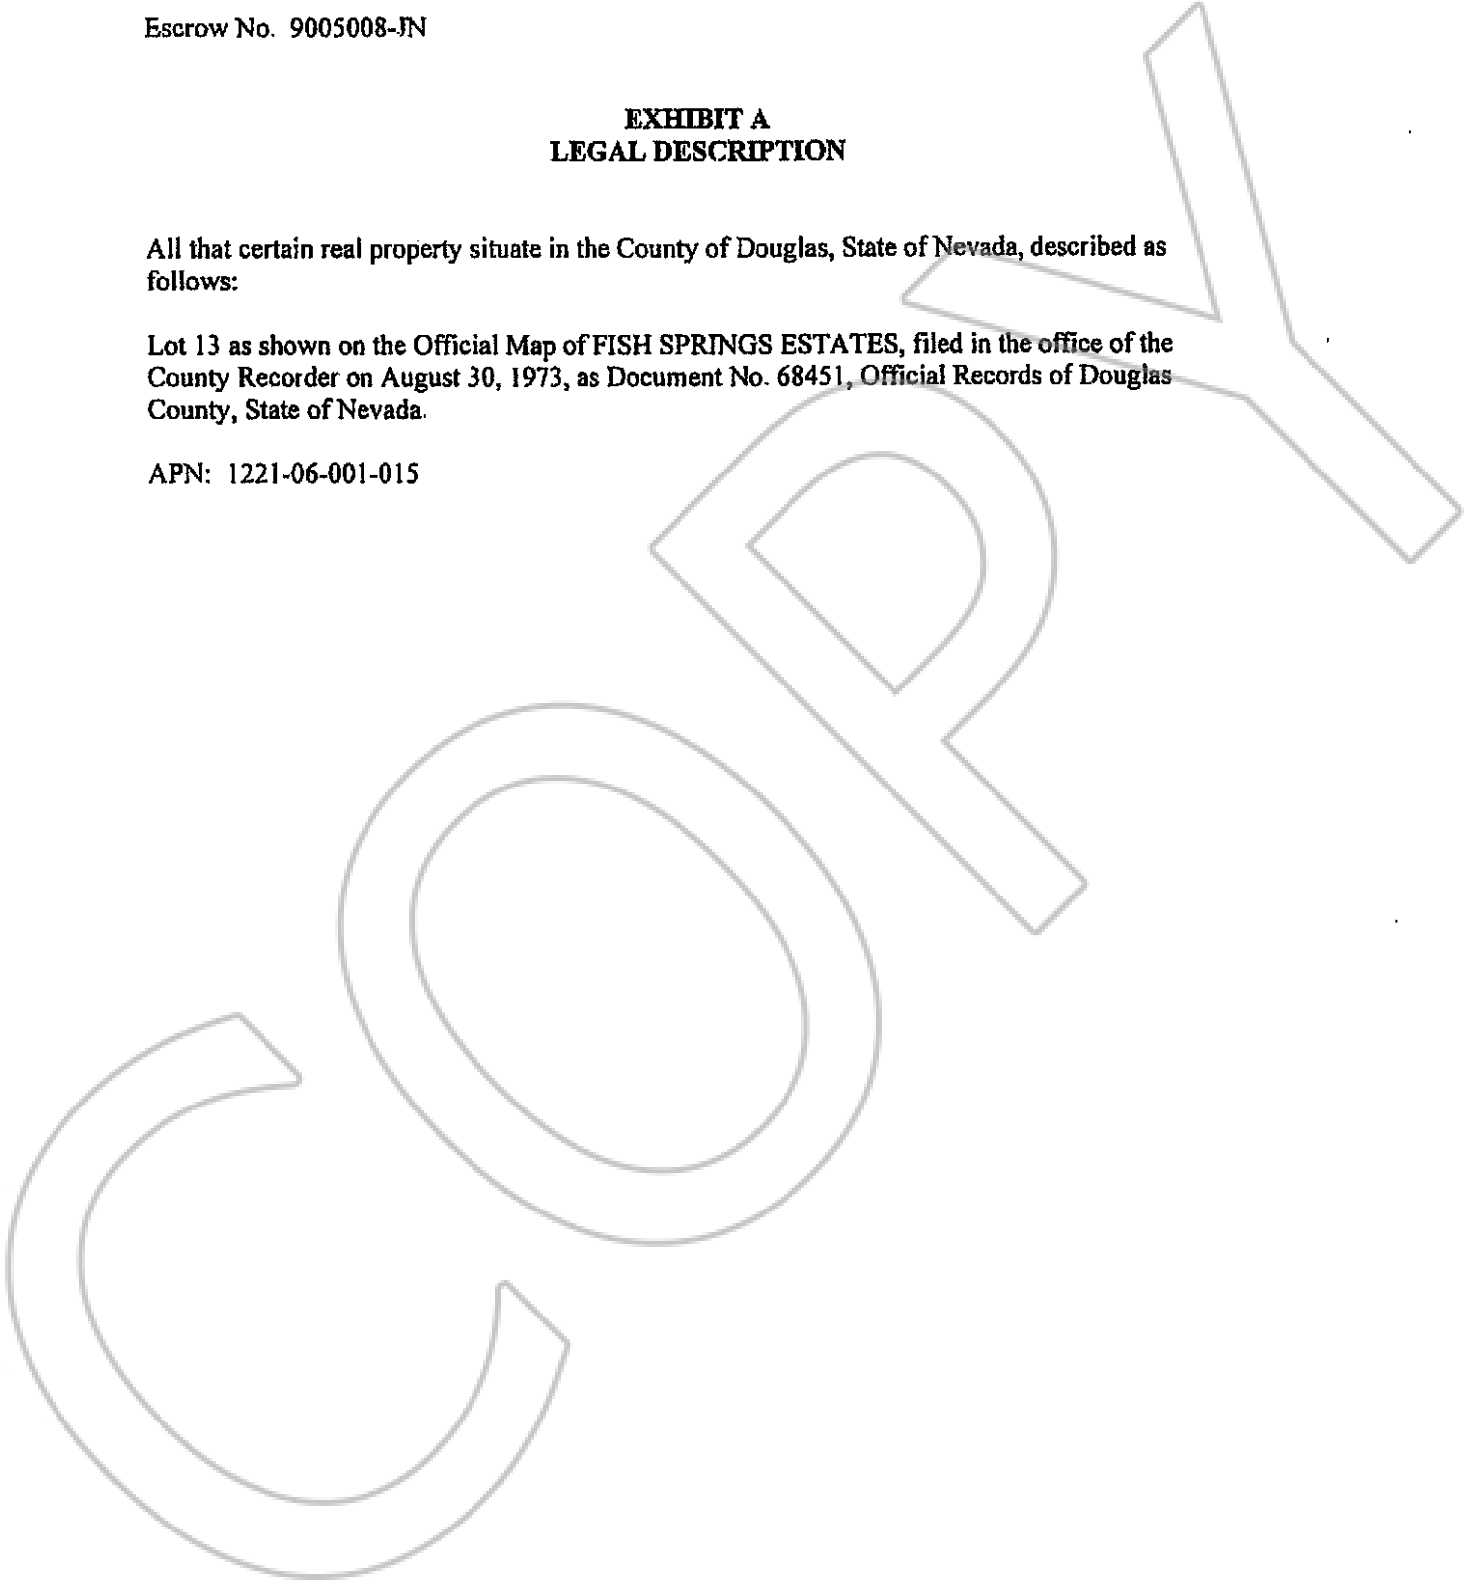 Escrow No. 9005008-JN
EXHIBIT A
LEGAL DESCRIPTION
All that certain real property situate in the County of Douglas, State of Nevada, described as
follows:
Lot 13 as shown on the Official Map of FISH SPRINGS ESTATES, filed in the office of the
County Recorder on August 30, 1973, as Document No. 68451, Official Records of Douglas
County, State of Nevada.
APN: 1221-06-001-015
COPY